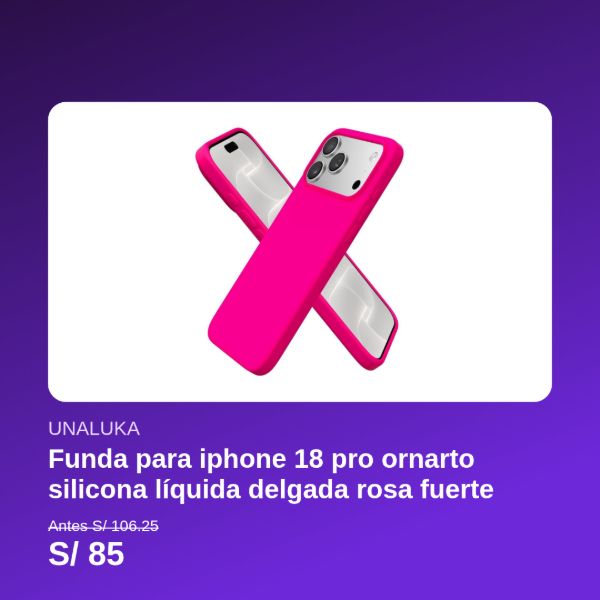 UNALUKA
Funda para iphone 18 pro ornarto
silicona líquida delgada rosa fuerte
Antes S/ 106.25
S/ 85